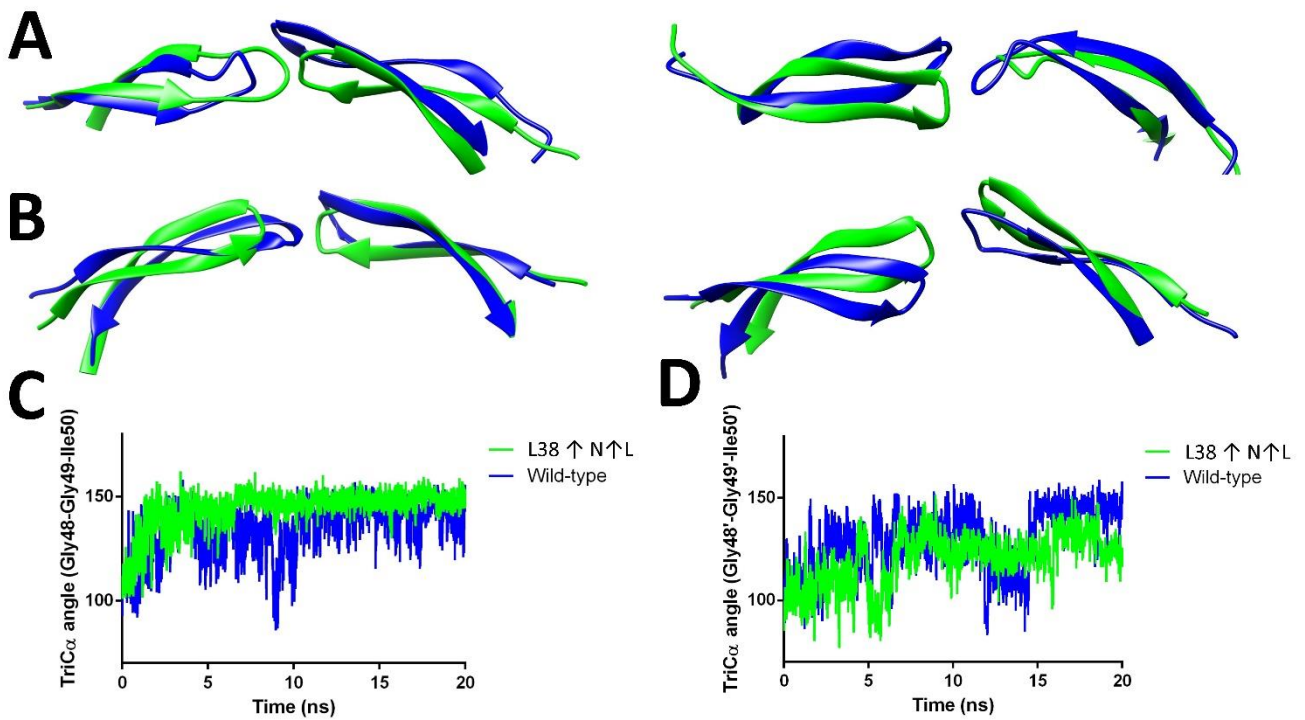 A
B
C
D
TriCα angle (Gly48-Gly49-Ile50)
150
100
0
5
10
15
20
Time (ns)
L38 ↑ N↑L
Wild-type
TriCα angle (Gly48'-Gly49'-Ile50')
150
100
0
5
10
15
20
Time (ns)
L38 ↑ N↑L
Wild-type